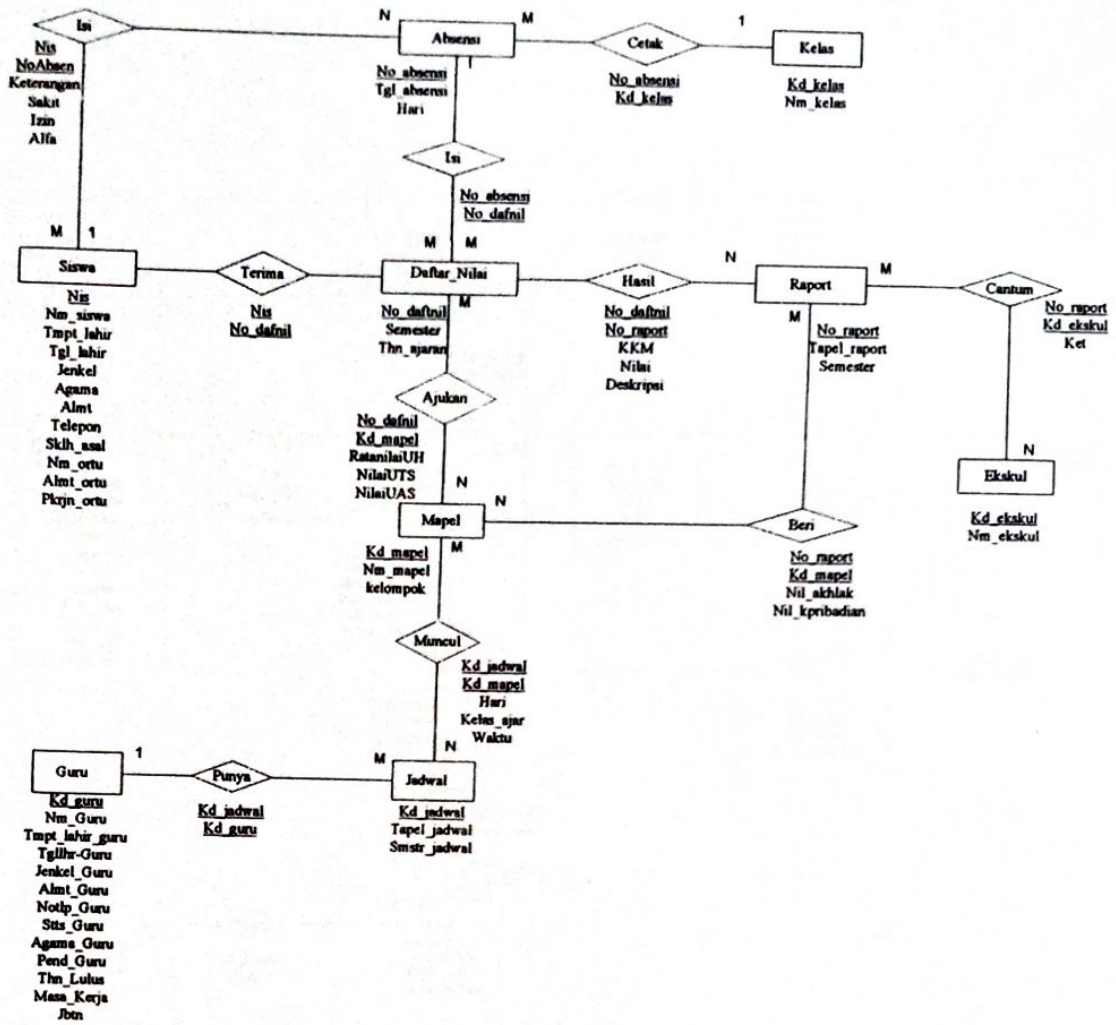 Isi
Nis
NoAbsen
Keterangan
Sakit
Izin
Alfa
N
Absensi
M
1
No_absensi
Tgl_absensi
Hari
Cetak
No_absensi
Kd_kelas
1
Kelas
Kd_kelas
Nm_kelas
Isi
No_absensi
No_dafnil
M
1
Siswa
Nis
Nm_siswa
Tmpt_lahir
Tgl_lahir
Jenkel
Agama
Almt
Telepon
Sklh_asal
Nm_ortu
Almt_ortu
Pkrjn_ortu
Terima
Nis
No_dafnil
M
M
Daftar_Nilai
M
No_daftnil
Semester
Thn_ajaran
Hasil
No_daftnil
No_raport
KKM
Nilai
Deskripsi
N
Raport
M
M
No_raport
Tapel_raport
Semester
Cantum
No_raport
Kd_ekskul
Ket
N
Ekskul
Kd_ekskul
Nm_ekskul
Ajukan
No_dafnil
Kd_mapel
RatanilaiUH
NilaiUTS
NilaiUAS
N
N
Mapel
M
Kd_mapel
Nm_mapel
kelompok
Beri
No_raport
Kd_mapel
Nil_akhlak
Nil_kpribadian
Muncul
Kd_jadwal
Kd_mapel
Hari
Kelas_ajar
Waktu
1
Guru
Kd_guru
Nm_Guru
Tmpt_lahir_guru
Tgllhr-Guru
Jenkel_Guru
Almt_Guru
Notlp_Guru
Stts_Guru
Agama_Guru
Pend_Guru
Thn_Lulus
Masa_Kerja
Jbtn
Punya
Kd_jadwal
Kd_guru
M
N
Jadwal
Kd_jadwal
Tapel_jadwal
Smstr_jadwal